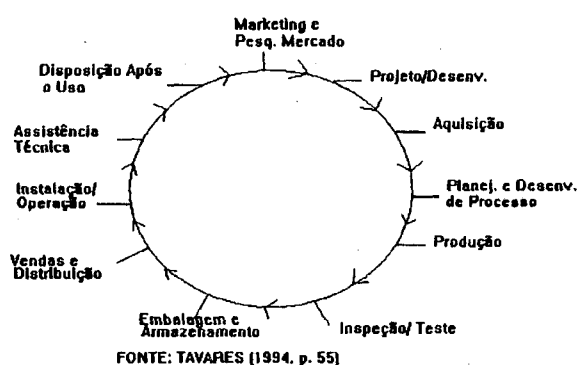 Marketing e
Pesq. Mercado
Projeto/Desenv.
Aquisição
Planej. e Desenv.
de Processo
Produção
Inspeção/ Teste
Embalagem e
Armazenamento
Vendas e
Distribuição
Instalação/
Operação
Assistência
TÉcnica
Disposição Após
o Uso
FONTE: TAVARES (1994, p. 55)